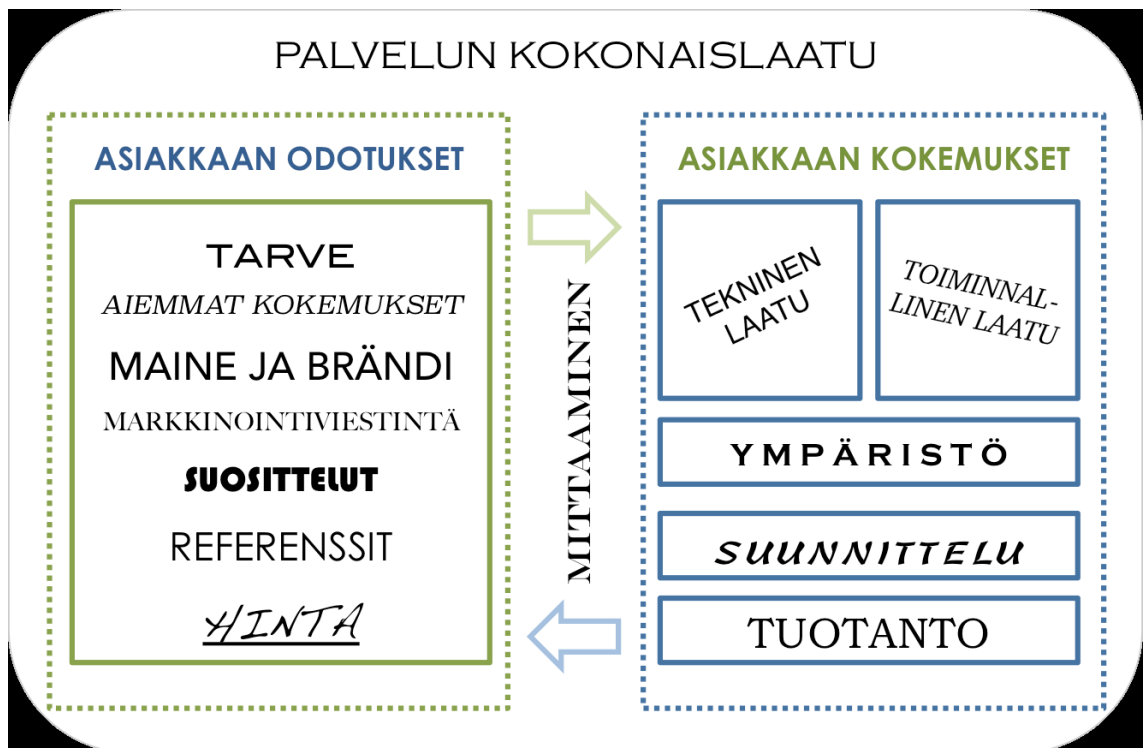 PALVELUN KOKONAISLAATU
ASIAKKAAN ODOTUKSET
TARVE
AIEMMAT KOKEMUKSET
MAINE JA BRÄNDI
MARKKINOINTIVIESTINTÄ
SUOSITTELUT
REFERENSSIT
HINTA
MITTAAMINEN
ASIAKKAAN KOKEMUKSET
TEKNINEN
LAATU
TOIMINNAL-
LINEN LAATU
YMPÄRISTÖ
SUUNNITTELU
TUOTANTO